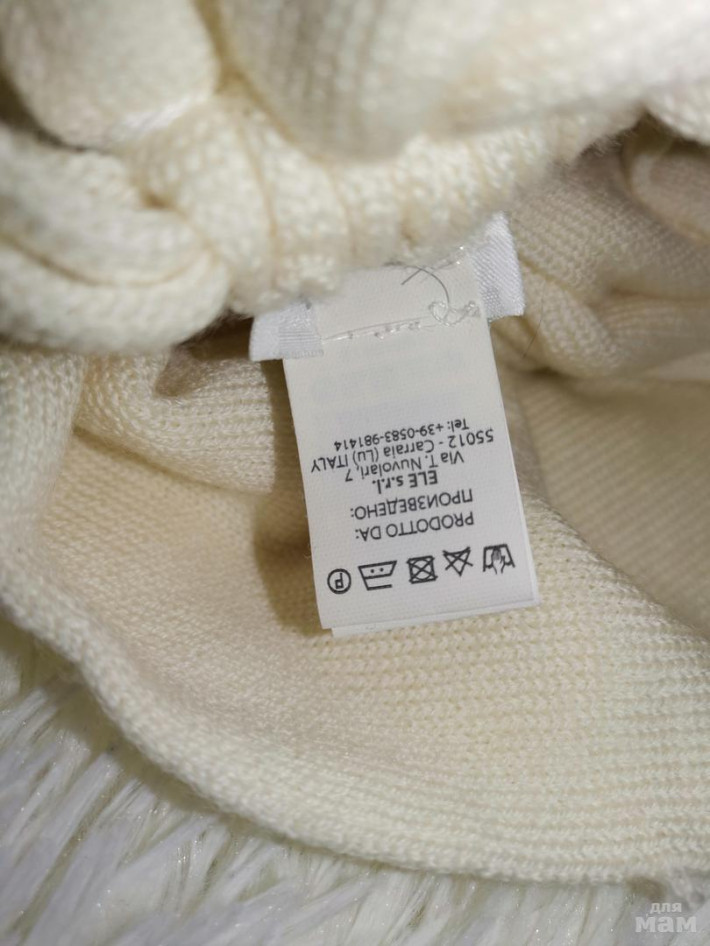 PRODOTTO DA:
ПРОИЗВЕДЕНО:
ELE s.r.l.
Via T. Nuvolari, 7
55012 - Carraia (Lu) ITALY
Tel: +39-0583-981414
P
для
мам